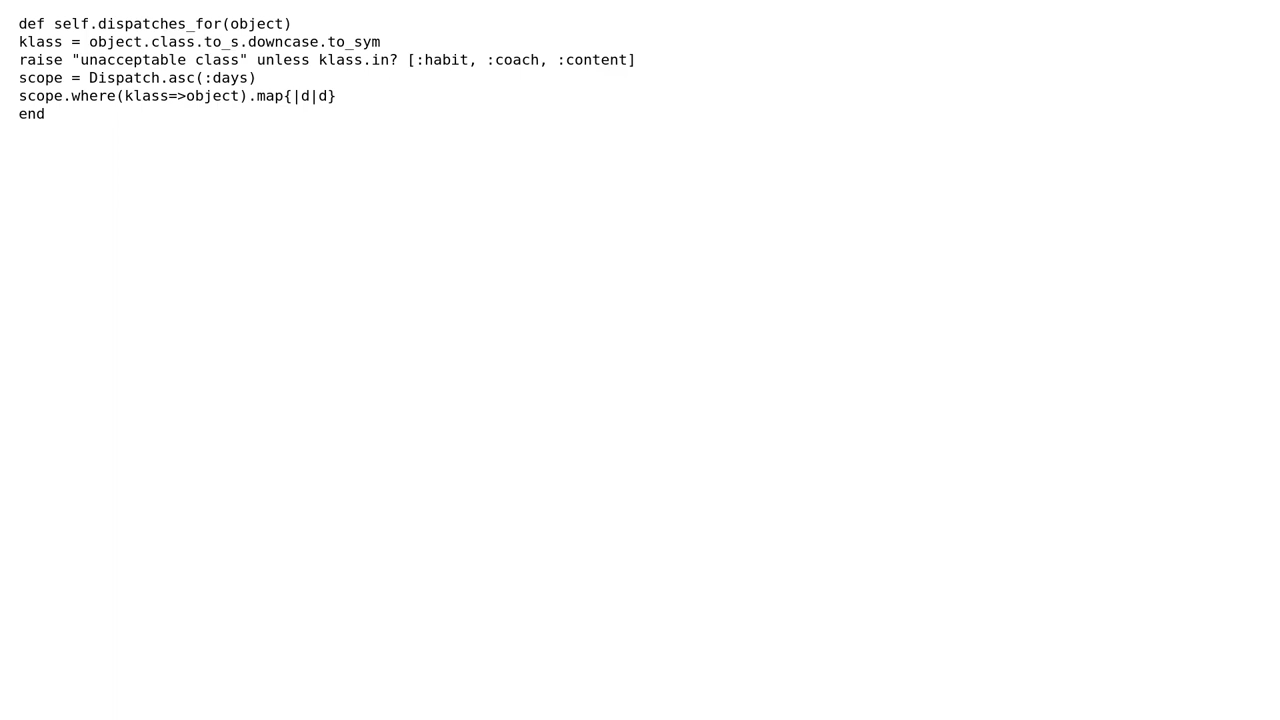 def self.dispatches_for(object)
klass = object.class.to_s.downcase.to_sym
raise "unacceptable class" unless klass.in? [:habit, :coach, :content]
scope = Dispatch.asc(:days)
scope.where(klass=>object).map{|d|d}
end